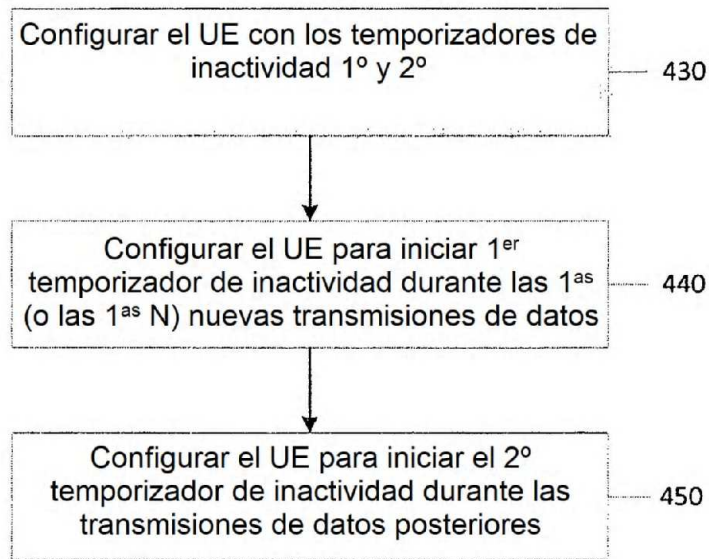 Configurar el UE con los temporizadores de
inactividad 1º y 2º
430
Configurar el UE para iniciar 1er
temporizador de inactividad durante las 1as
(o las 1as N) nuevas transmisiones de datos
440
Configurar el UE para iniciar el 2º
temporizador de inactividad durante las
transmisiones de datos posteriores
450